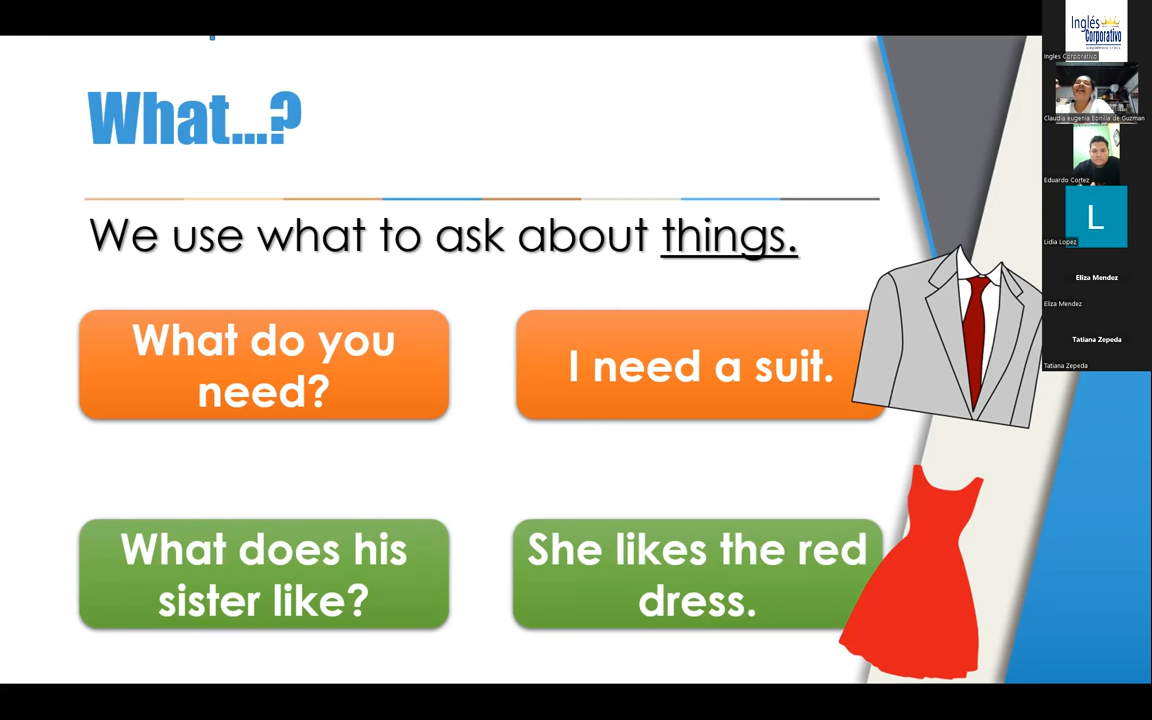 What...?
We use what to ask about things.
What do you
need?
I need a suit.
What does his
sister like?
She likes the red
dress.
Inglés
Corporativo
Ingles Corporativo
Claudia eugenia Bonilla de Guzman
Eduardo Cortez
L
Lidia Lopez
Eliza Mendez
Eliza Mendez
Tatiana Zepeda
Tatiana Zepeda